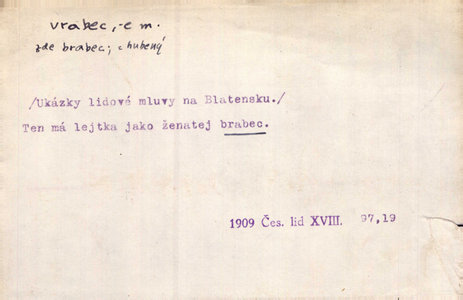 vrabec, -e m.
zde brabec; chubený
/Ukázky lidové mluvy na Blatensku./
Ten má lejtka jako ženatej brabec.
1909 Čes. lid XVIII. 97,19